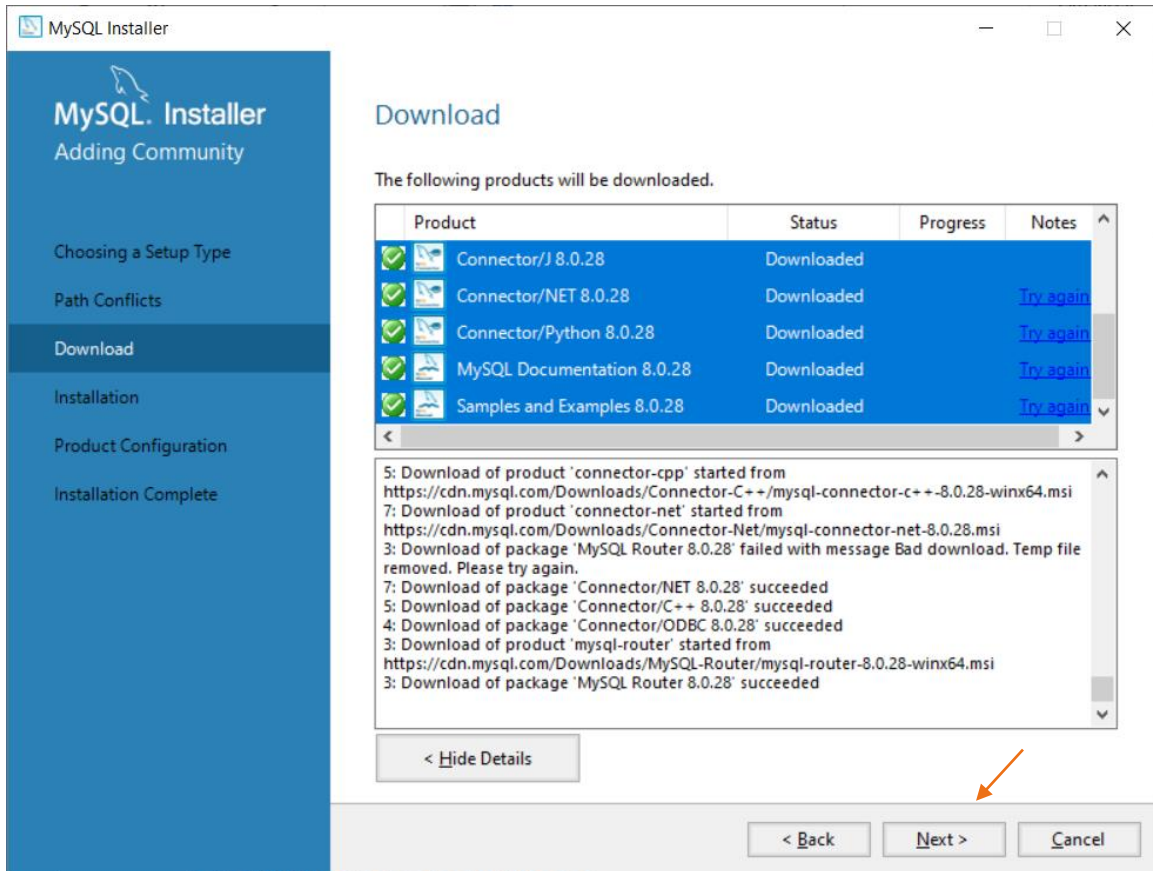 MySQL Installer
MySQL. Installer
Adding Community
Choosing a Setup Type
Path Conflicts
Download
Installation
Product Configuration
Installation Complete
Download
The following products will be downloaded.
Product Status Progress Notes
Connector/J 8.0.28 Downloaded
Connector/NET 8.0.28 Downloaded Try again
Connector/Python 8.0.28 Downloaded Try again
MySQL Documentation 8.0.28 Downloaded Try again
Samples and Examples 8.0.28 Downloaded Try again
5: Download of product 'connector-cpp' started from
https://cdn.mysql.com/Downloads/Connector-C++/mysql-connector-c++-8.0.28-winx64.msi
7: Download of product 'connector-net' started from
https://cdn.mysql.com/Downloads/Connector-Net/mysql-connector-net-8.0.28.msi
3: Download of package 'MySQL Router 8.0.28' failed with message Bad download. Temp file
removed. Please try again.
7: Download of package 'Connector/NET 8.0.28' succeeded
5: Download of package 'Connector/C++ 8.0.28' succeeded
4: Download of package 'Connector/ODBC 8.0.28' succeeded
3: Download of product 'mysql-router' started from
https://cdn.mysql.com/Downloads/MySQL-Router/mysql-router-8.0.28-winx64.msi
3: Download of package 'MySQL Router 8.0.28' succeeded
< Hide Details
< Back Next > Cancel